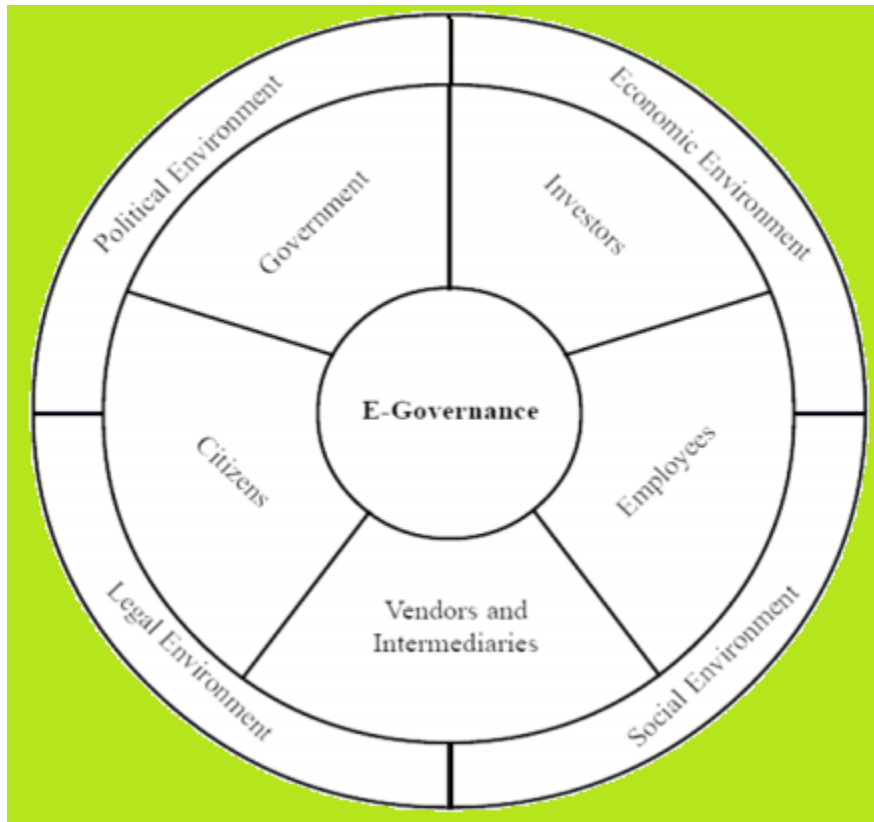 Political Environment
Economic Environment
Government
Investors
E-Governance
Citizens
Employees
Vendors and
Intermediaries
Legal Environment
Social Environment